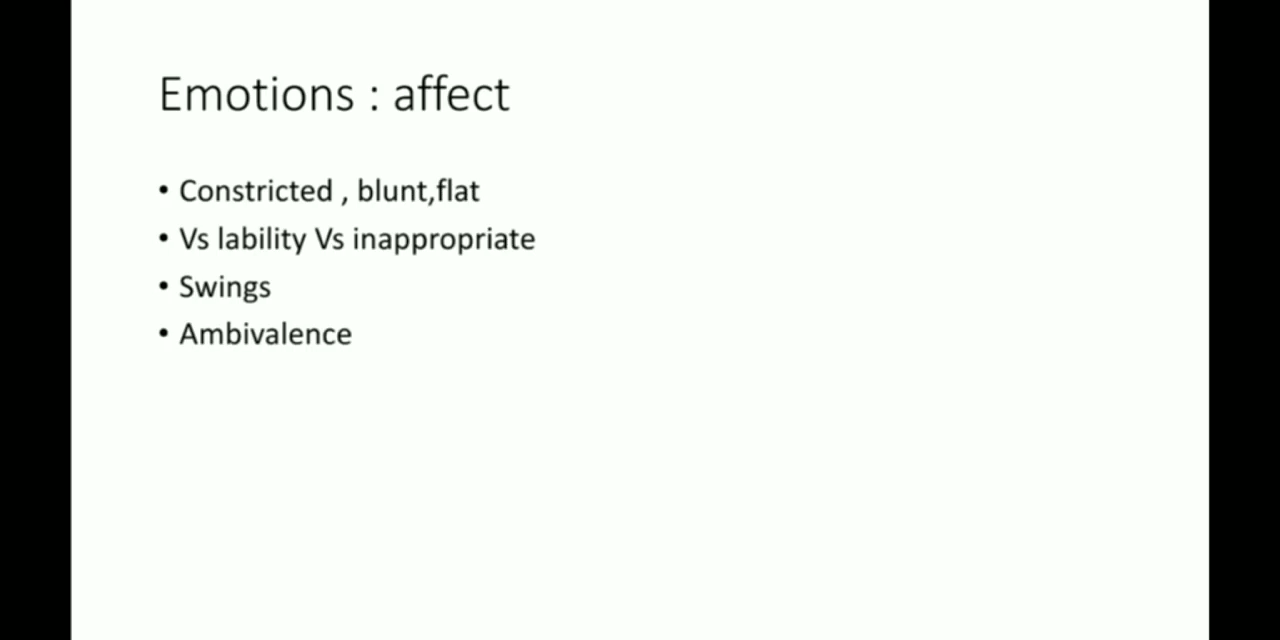 Emotions : affect
• Constricted , blunt,flat
• Vs lability Vs inappropriate
• Swings
• Ambivalence